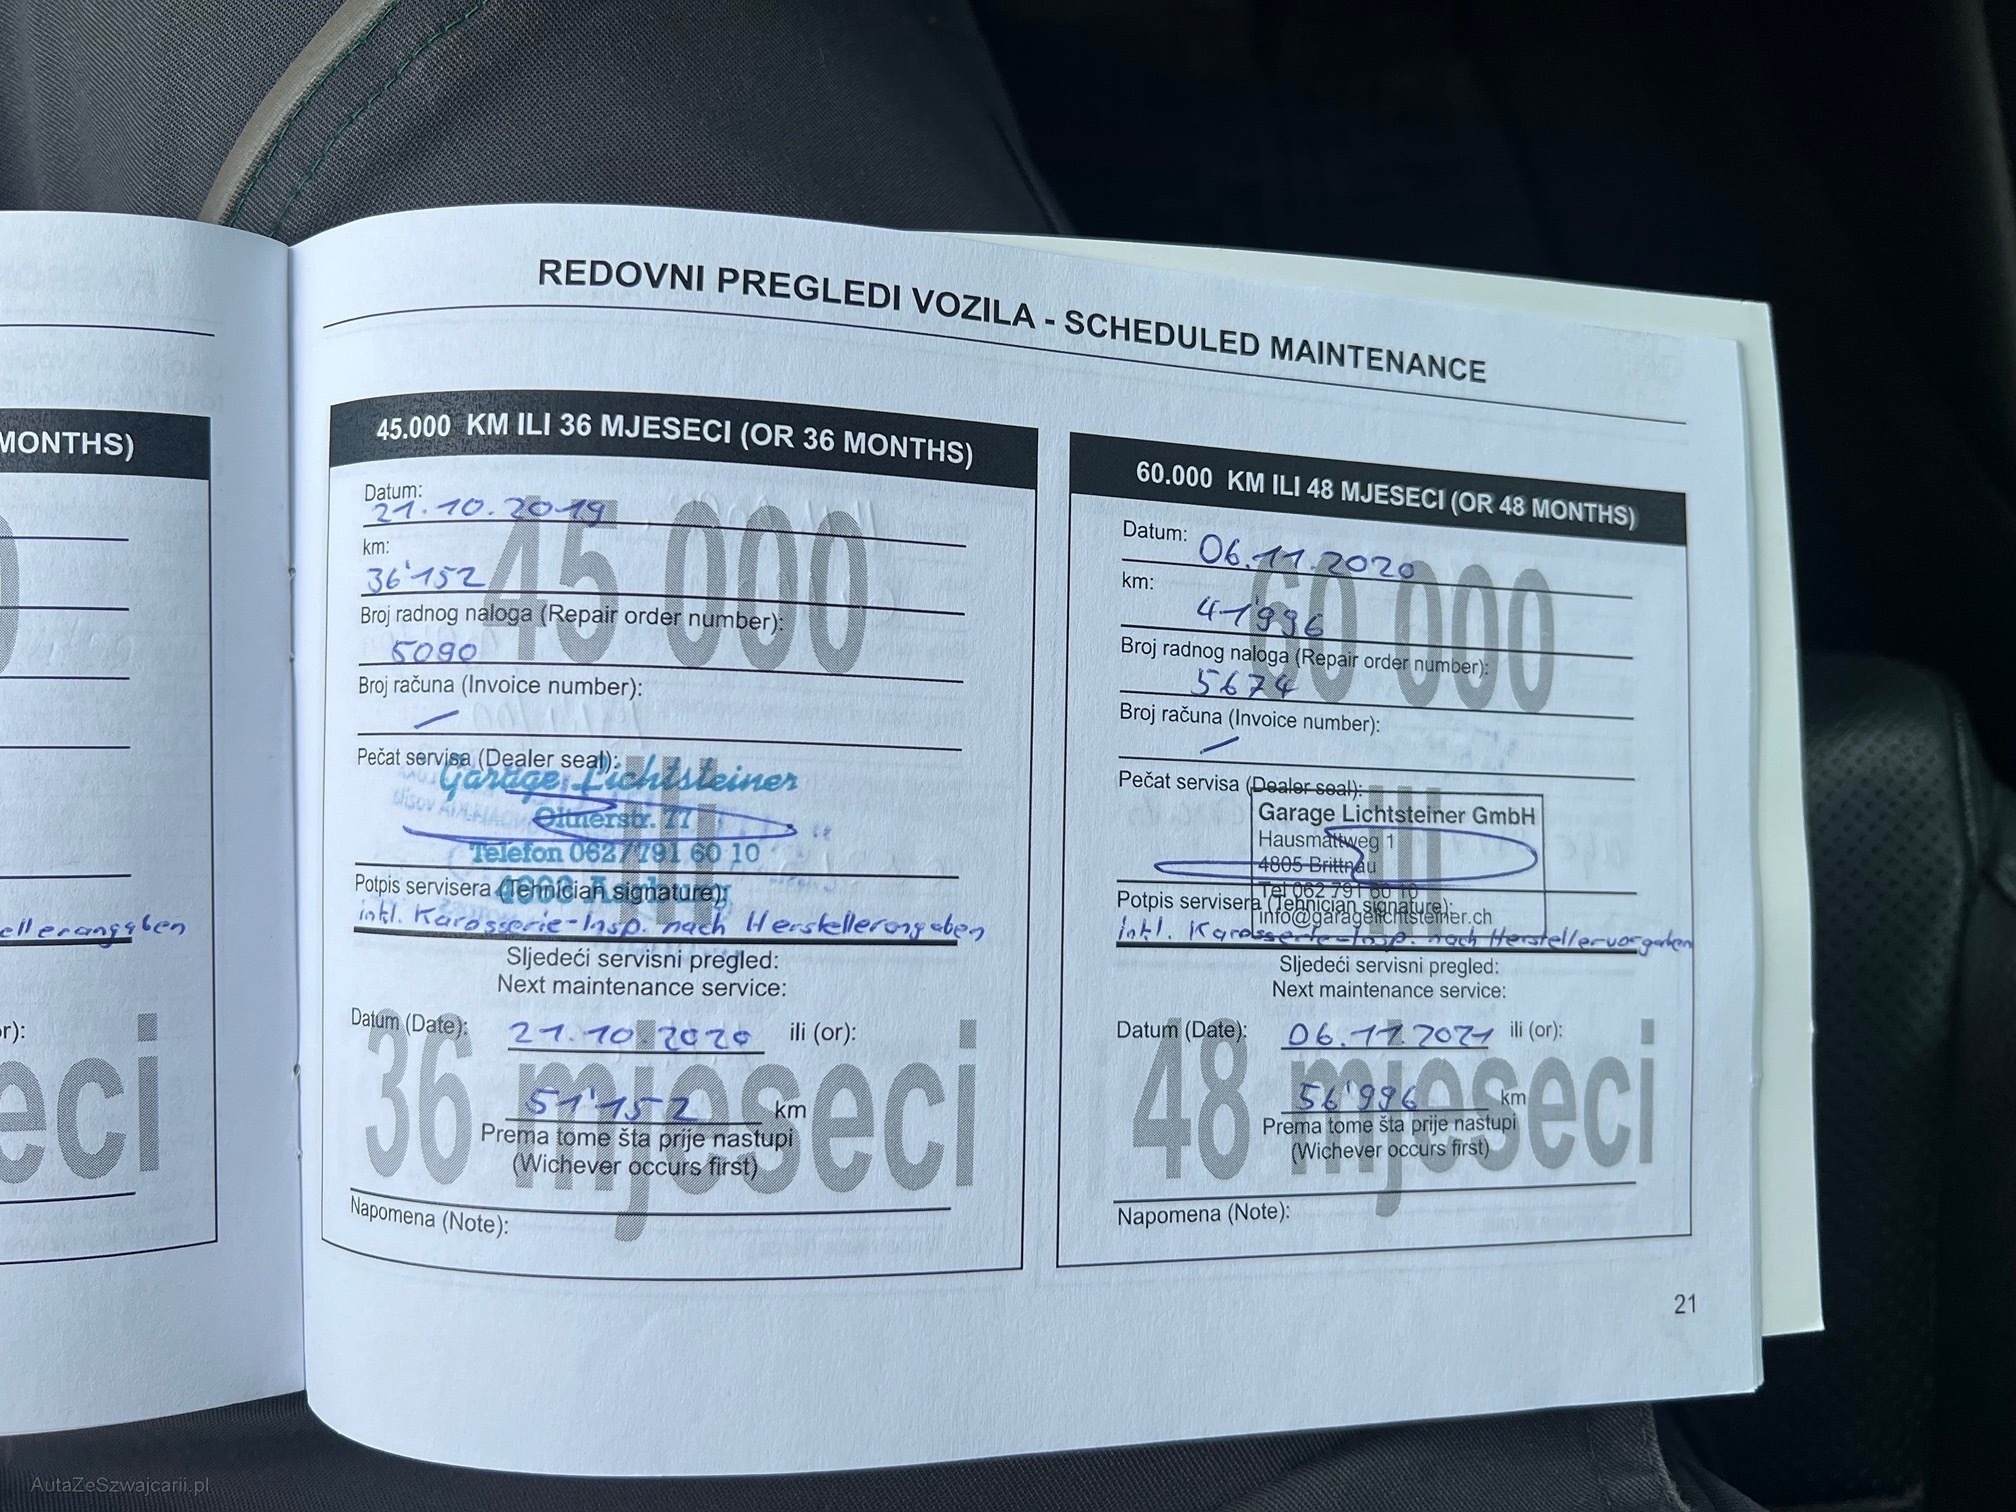 REDOVNI PREGLEDI VOZILA - SCHEDULED MAINTENANCE
MONTHS)
ellerangaben
or):
eci
45.000 KM ILI 36 MJESECI (OR 36 MONTHS)
45 000
Datum:
21.10.2019
km:
36'152
Broj radnog naloga (Repair order number):
5090
Broj računa (Invoice number):
Pečat servisa (Dealer seal):
Garage Lichtsteiner
Oltnerstr. 77
Telefon 062 / 791 60 10
Potpis servisera (Tehnician signature):
inkl. Karosserie-Insp. nach Herstellerangaben
Sljedeći servisni pregled:
Next maintenance service:
Datum (Date): 21.10.2020 ili (or):
51'152 km
36 mjeseci
Prema tome šta prije nastupi
(Wichever occurs first)
Napomena (Note):
60.000 KM ILI 48 MJESECI (OR 48 MONTHS)
60 000
Datum: 06.11.2020
km:
41'996
Broj radnog naloga (Repair order number):
5674
Broj računa (Invoice number):
Pečat servisa (Dealer seal):
Garage Lichtsteiner GmbH
Hausmattweg 1
4805 Brittnau
Tel 062 791 60 10
Potpis servisera (Tehnician signature):
info@garagelichtsteiner.ch
inkl. Karosserie-Insp. nach Herstellervorgaben
Sljedeći servisni pregled:
Next maintenance service:
Datum (Date): 06.11.2021 ili (or):
56'996 km
48 mjeseci
Prema tome šta prije nastupi
(Wichever occurs first)
Napomena (Note):
21
AutaZeSzwajcarii.pl